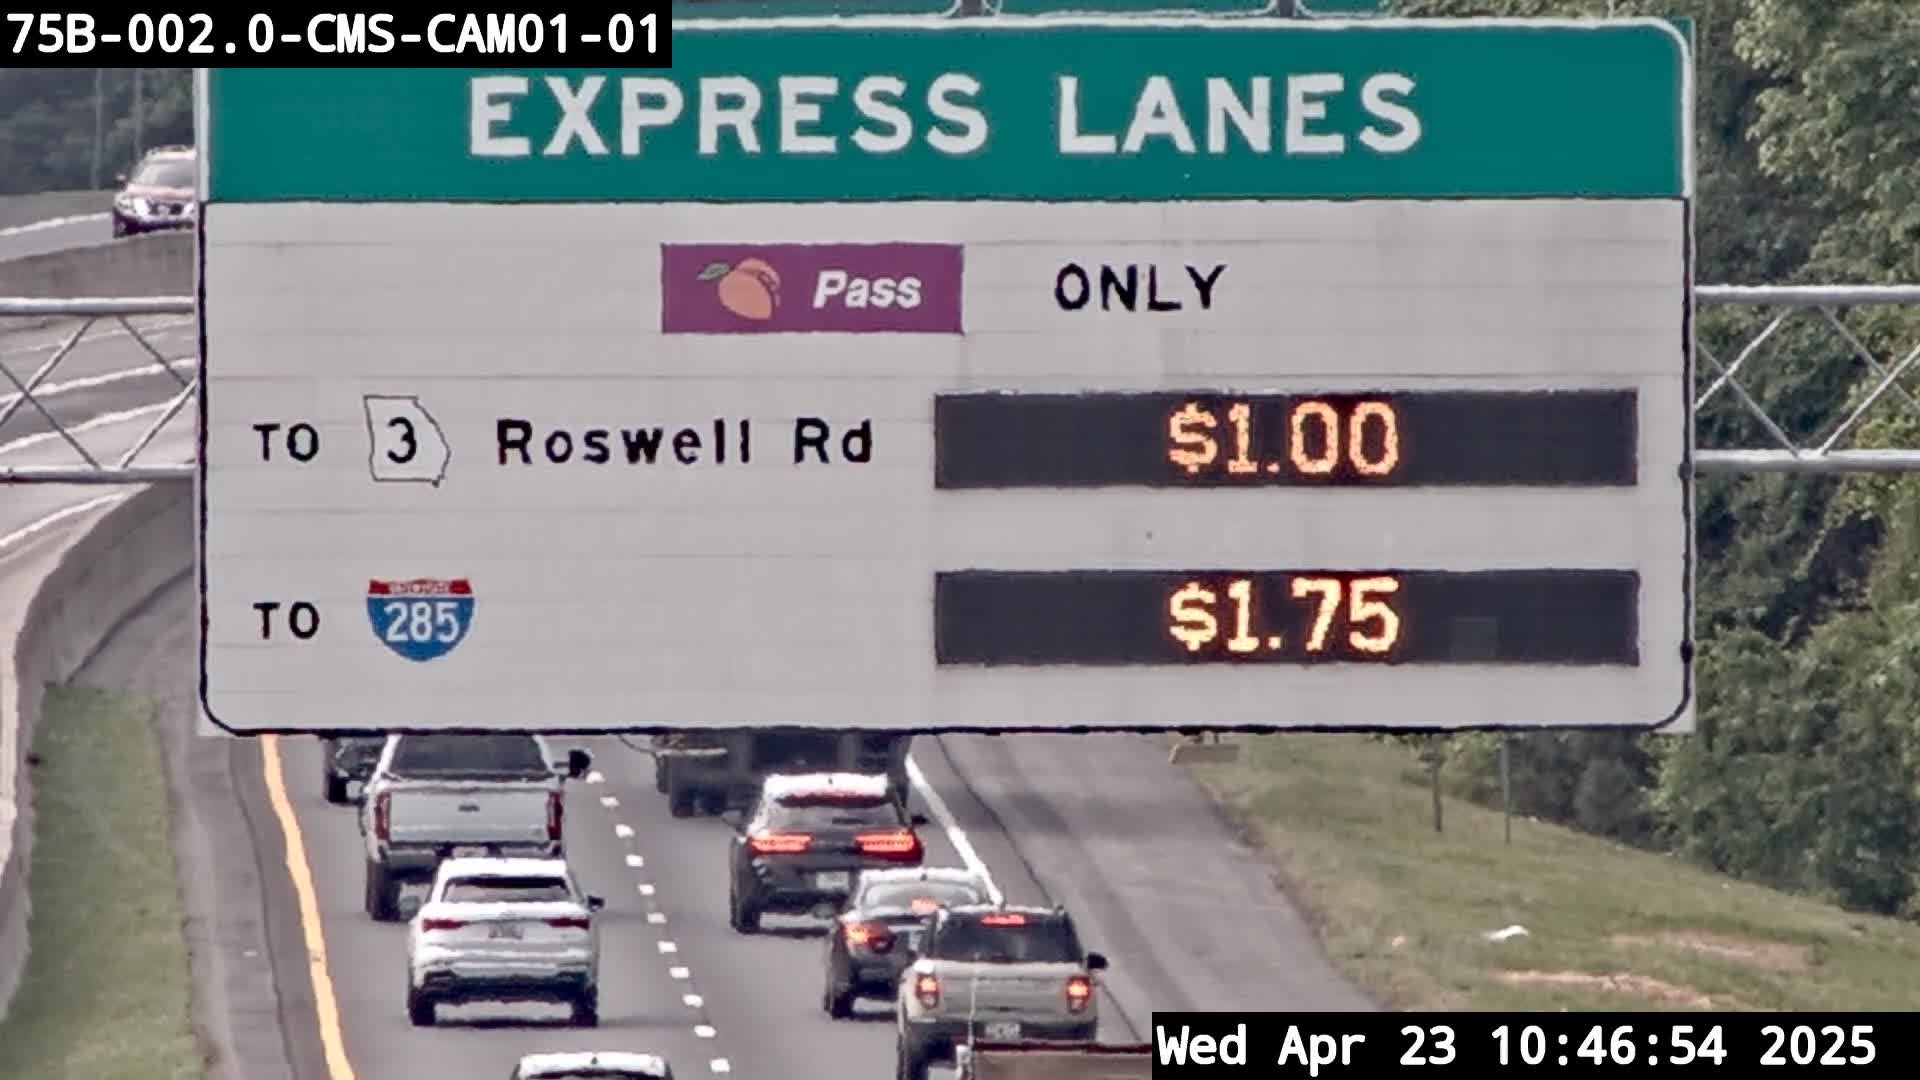 75B-002.0-CMS-CAM01-01
EXPRESS LANES
Pass ONLY
TO 3 Roswell Rd $1.00
TO 285 $1.75
Wed Apr 23 10:46:54 2025